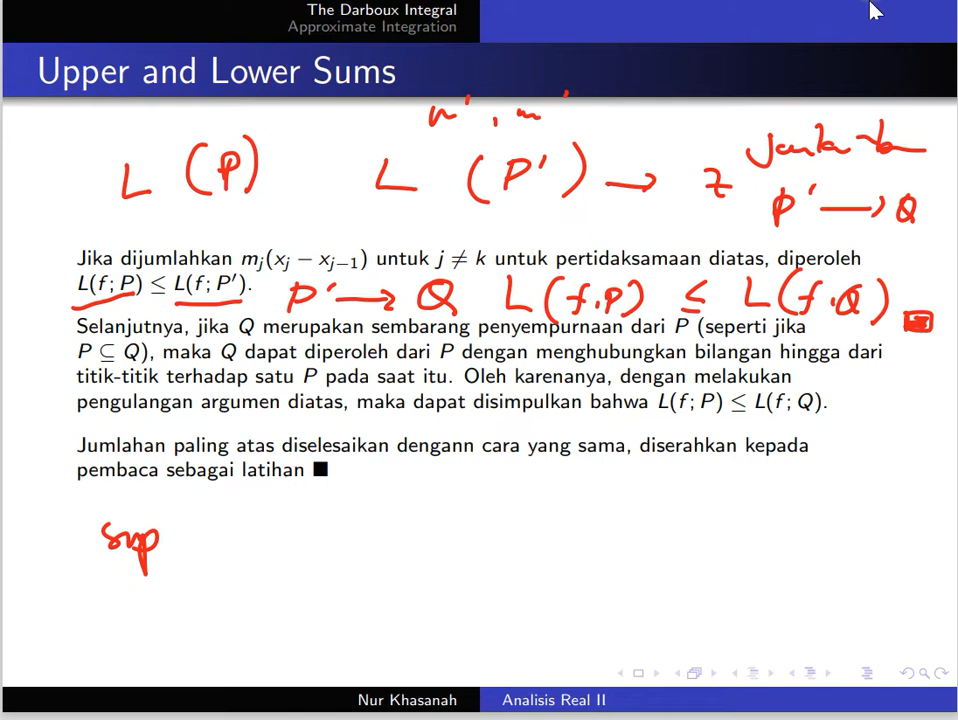 The Darboux Integral
Approximate Integration
Upper and Lower Sums
L (P) L (P') → z
P' → Q
Jika dijumlahkan mⱼ(xⱼ − xⱼ₋₁) untuk j ≠ k untuk pertidaksamaan diatas, diperoleh
L(f; P) ≤ L(f; P′).
P' → Q L(f.P) ≤ L(f.Q)
Selanjutnya, jika Q merupakan sembarang penyempurnaan dari P (seperti jika
P ⊆ Q), maka Q dapat diperoleh dari P dengan menghubungkan bilangan hingga dari
titik-titik terhadap satu P pada saat itu. Oleh karenanya, dengan melakukan
pengulangan argumen diatas, maka dapat disimpulkan bahwa L(f; P) ≤ L(f; Q).
Jumlahan paling atas diselesaikan dengann cara yang sama, diserahkan kepada
pembaca sebagai latihan ■
sup
Nur Khasanah
Analisis Real II